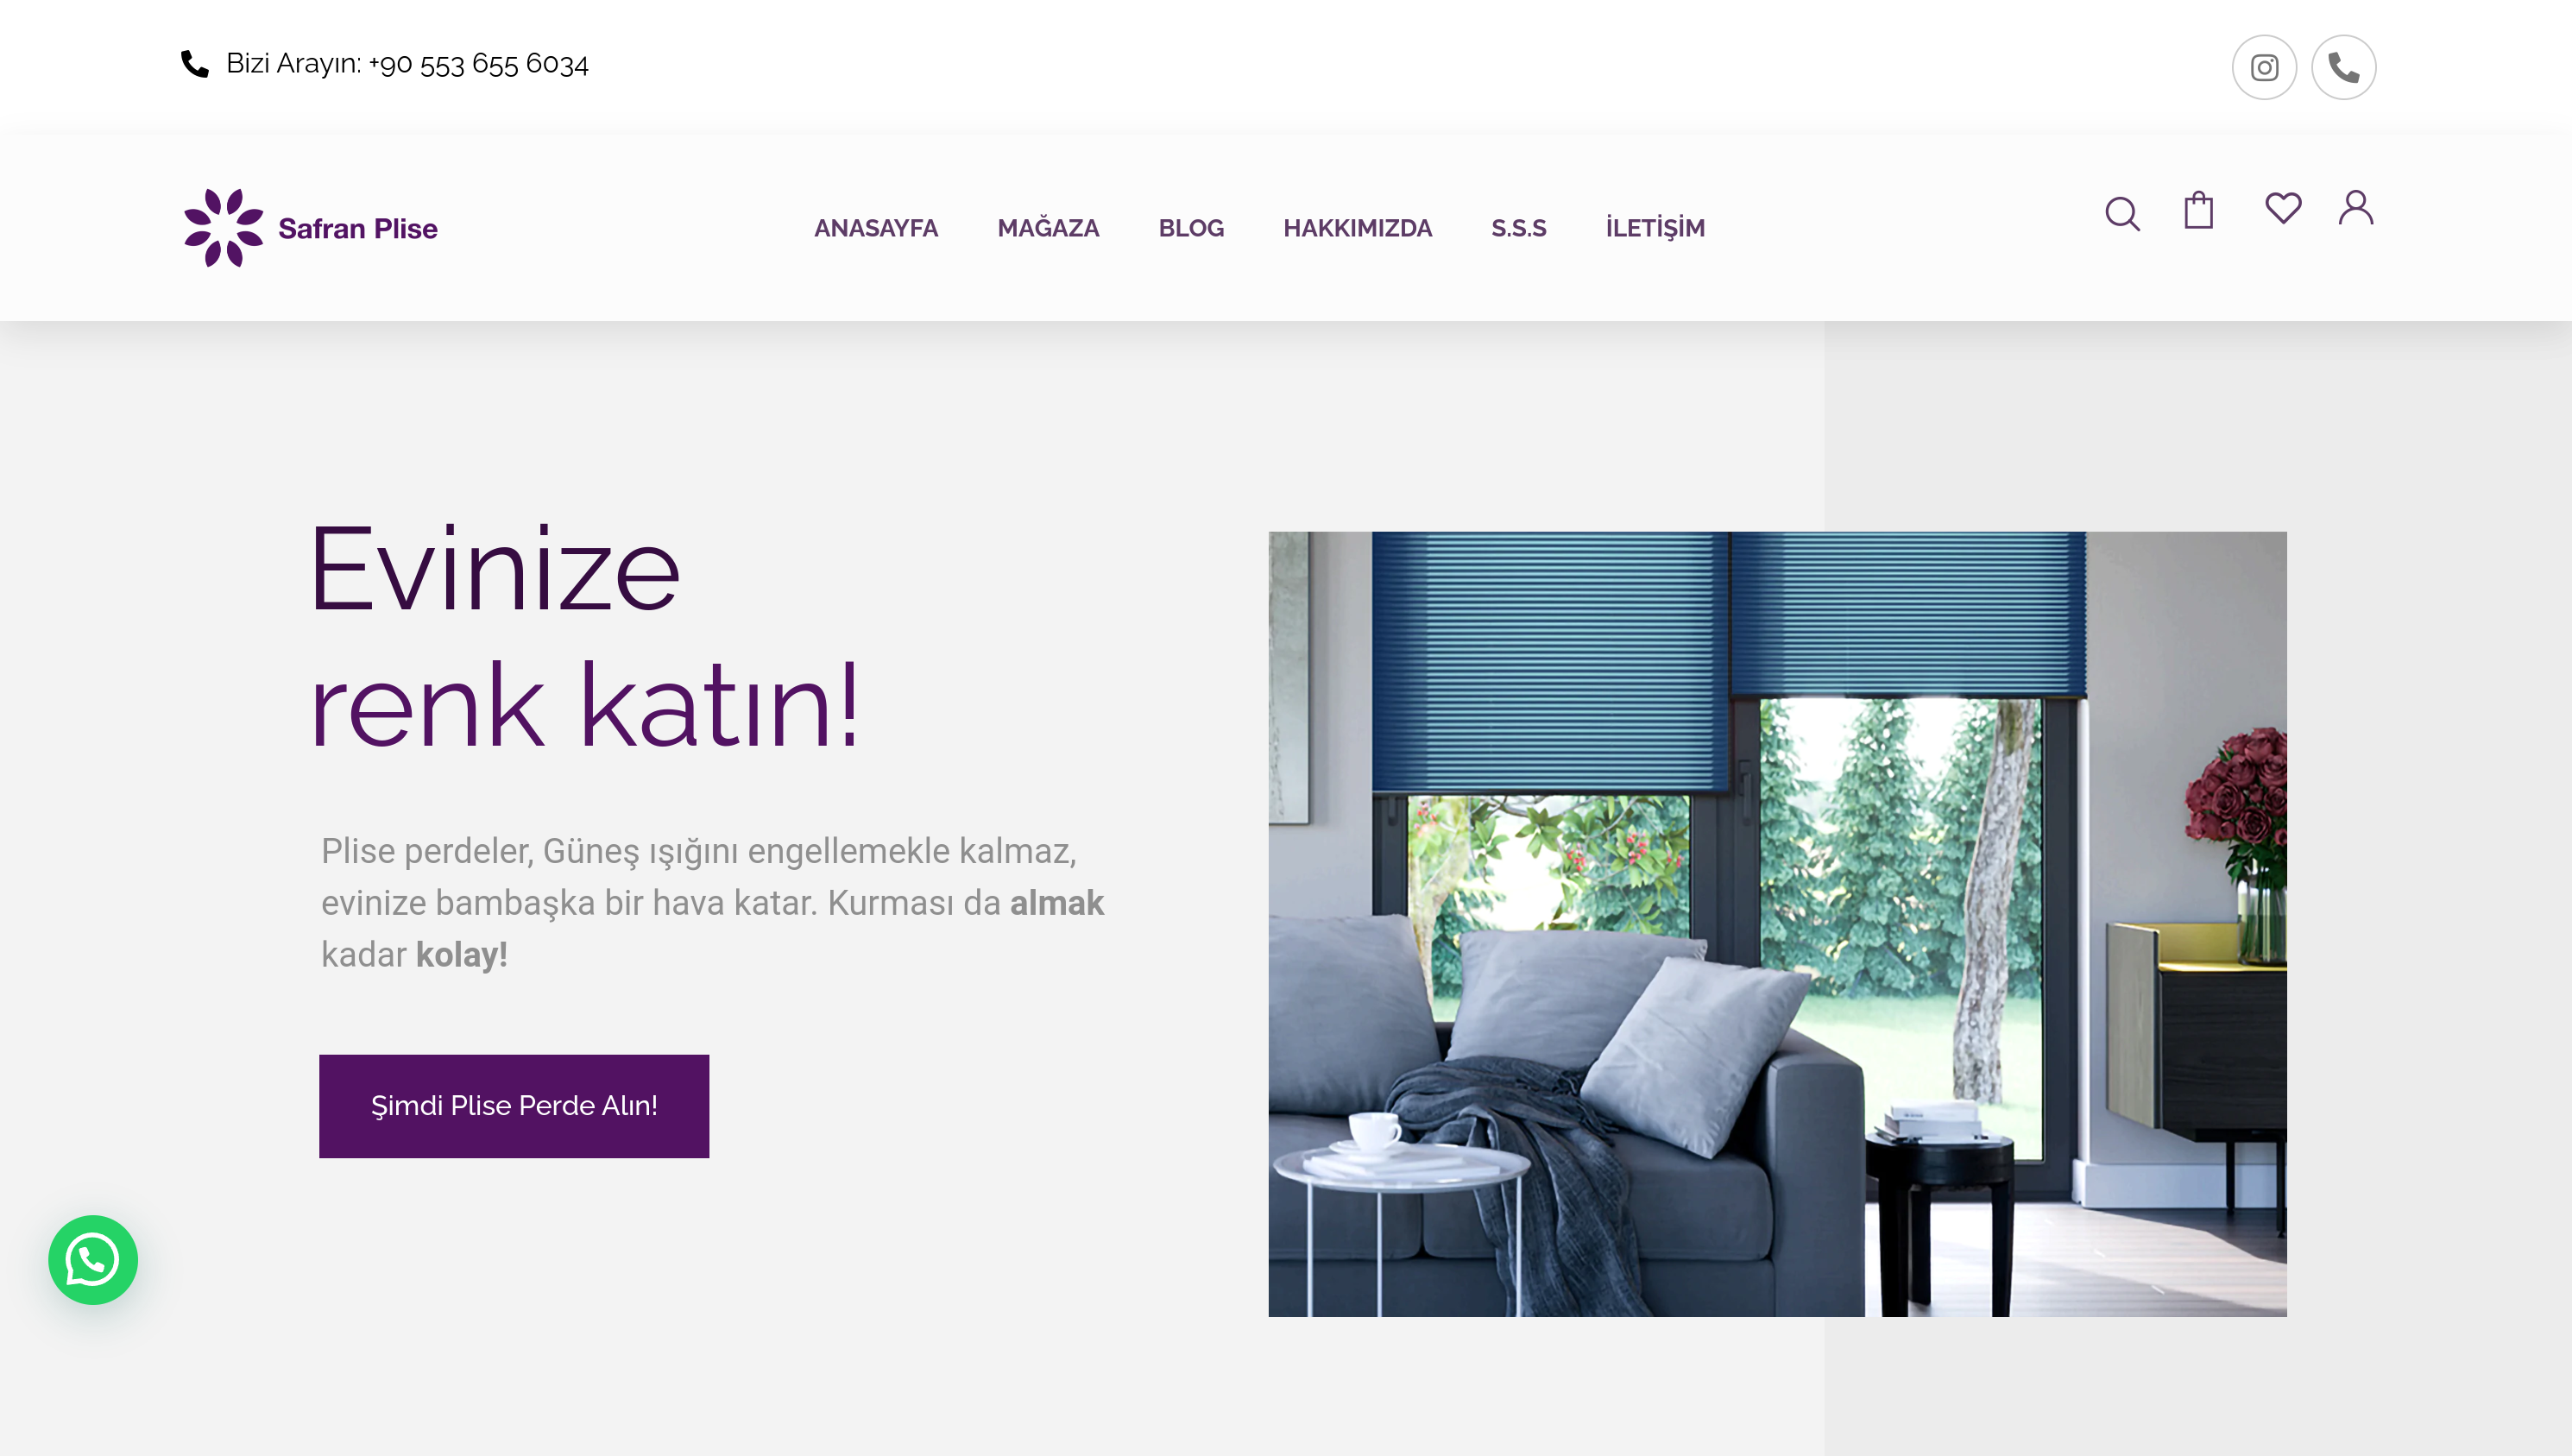 Bizi Arayın: +90 553 655 6034
Safran Plise
ANASAYFA
MAĞAZA
BLOG
HAKKIMIZDA
S.S.S
İLETİŞİM
Evinize
renk katın!
Plise perdeler, Güneş ışığını engellemekle kalmaz,
evinize bambaşka bir hava katar. Kurması da almak
kadar kolay!
Şimdi Plise Perde Alın!